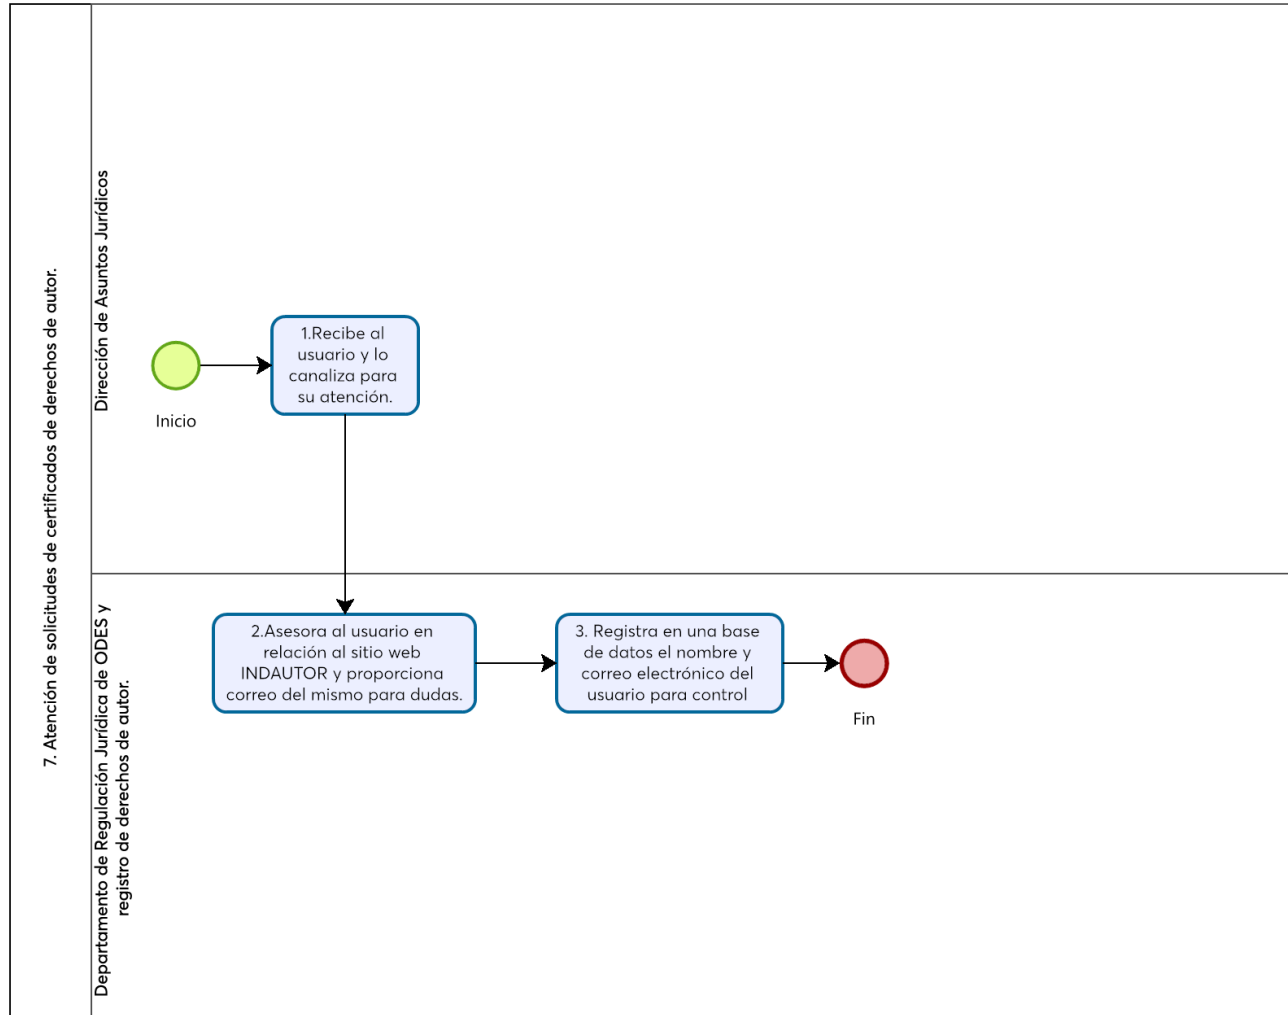 7. Atención de solicitudes de certificados de derechos de autor.
Dirección de Asuntos Jurídicos
Inicio
1.Recibe al
usuario y lo
canaliza para
su atención.
Departamento de Regulación Jurídica de ODES y
registro de derechos de autor.
2.Asesora al usuario en
relación al sitio web
INDAUTOR y proporciona
correo del mismo para dudas.
3. Registra en una base
de datos el nombre y
correo electrónico del
usuario para control
Fin